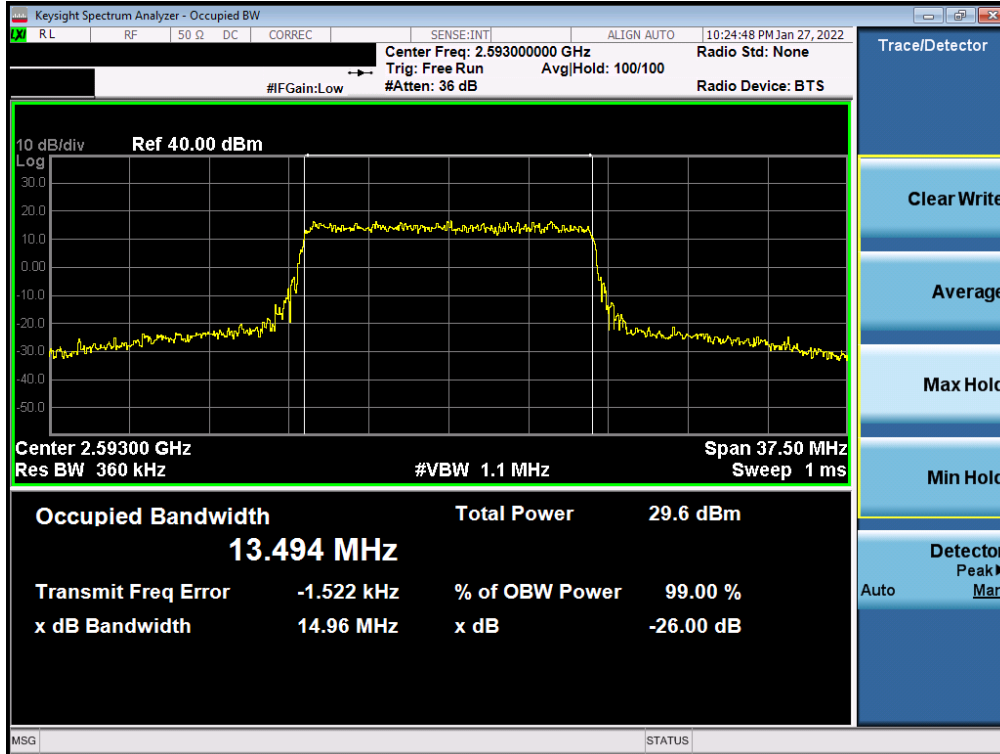 Keysight Spectrum Analyzer - Occupied BW
LXI RL RF 50 Ω DC CORREC SENSE:INT ALIGN AUTO 10:24:48 PM Jan 27, 2022
Center Freq: 2.593000000 GHz Radio Std: None
Trig: Free Run Avg|Hold: 100/100
#IFGain:Low #Atten: 36 dB Radio Device: BTS
Trace/Detector
10 dB/div Ref 40.00 dBm
Log
30.0
20.0
10.0
0.00
-10.0
-20.0
-30.0
-40.0
-50.0
Center 2.59300 GHz Span 37.50 MHz
Res BW 360 kHz #VBW 1.1 MHz Sweep 1 ms
Occupied Bandwidth Total Power 29.6 dBm
13.494 MHz
Transmit Freq Error -1.522 kHz % of OBW Power 99.00 %
x dB Bandwidth 14.96 MHz x dB -26.00 dB
Clear Write
Average
Max Hold
Min Hold
Detector
Peak
Auto Man
MSG STATUS